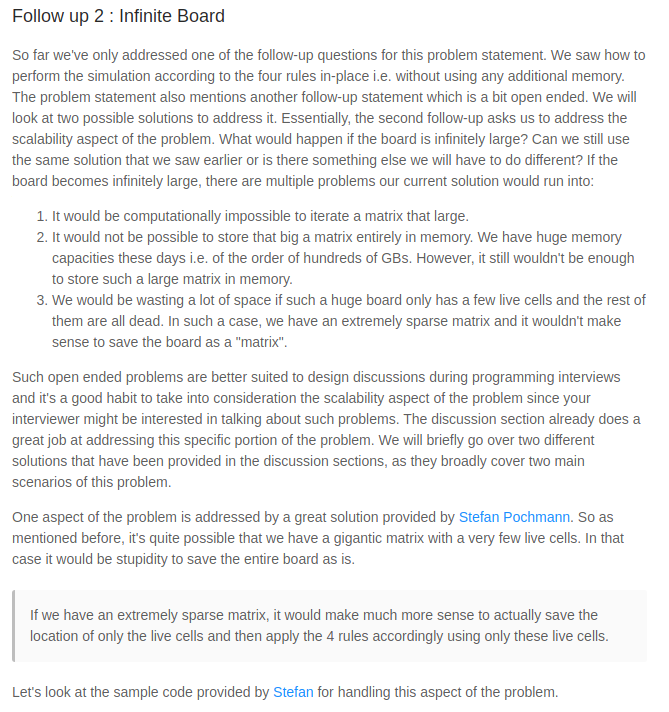 Follow up 2 : Infinite Board
So far we've only addressed one of the follow-up questions for this problem statement. We saw how to
perform the simulation according to the four rules in-place i.e. without using any additional memory.
The problem statement also mentions another follow-up statement which is a bit open ended. We will
look at two possible solutions to address it. Essentially, the second follow-up asks us to address the
scalability aspect of the problem. What would happen if the board is infinitely large? Can we still use
the same solution that we saw earlier or is there something else we will have to do different? If the
board becomes infinitely large, there are multiple problems our current solution would run into:
1. It would be computationally impossible to iterate a matrix that large.
2. It would not be possible to store that big a matrix entirely in memory. We have huge memory
capacities these days i.e. of the order of hundreds of GBs. However, it still wouldn't be enough
to store such a large matrix in memory.
3. We would be wasting a lot of space if such a huge board only has a few live cells and the rest of
them are all dead. In such a case, we have an extremely sparse matrix and it wouldn't make
sense to save the board as a "matrix".
Such open ended problems are better suited to design discussions during programming interviews
and it's a good habit to take into consideration the scalability aspect of the problem since your
interviewer might be interested in talking about such problems. The discussion section already does a
great job at addressing this specific portion of the problem. We will briefly go over two different
solutions that have been provided in the discussion sections, as they broadly cover two main
scenarios of this problem.
One aspect of the problem is addressed by a great solution provided by Stefan Pochmann. So as
mentioned before, it's quite possible that we have a gigantic matrix with a very few live cells. In that
case it would be stupidity to save the entire board as is.
If we have an extremely sparse matrix, it would make much more sense to actually save the
location of only the live cells and then apply the 4 rules accordingly using only these live cells.
Let's look at the sample code provided by Stefan for handling this aspect of the problem.